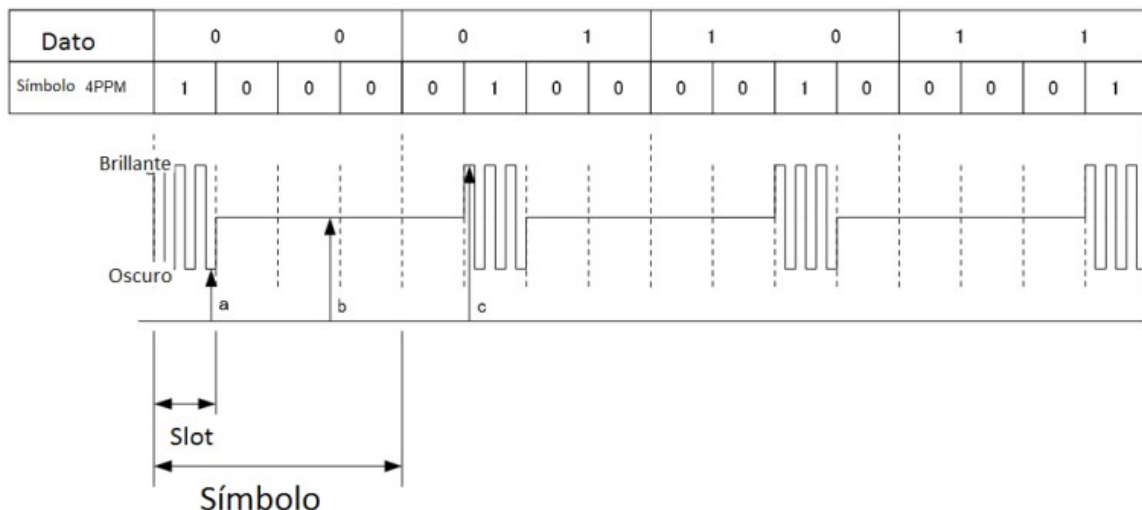 Dato 0 0 0 1 1 0 1 1
Símbolo 4PPM 1 0 0 0 0 1 0 0 0 0 1 0 0 0 0 1
Brillante
Oscuro
a b c
Slot
Símbolo